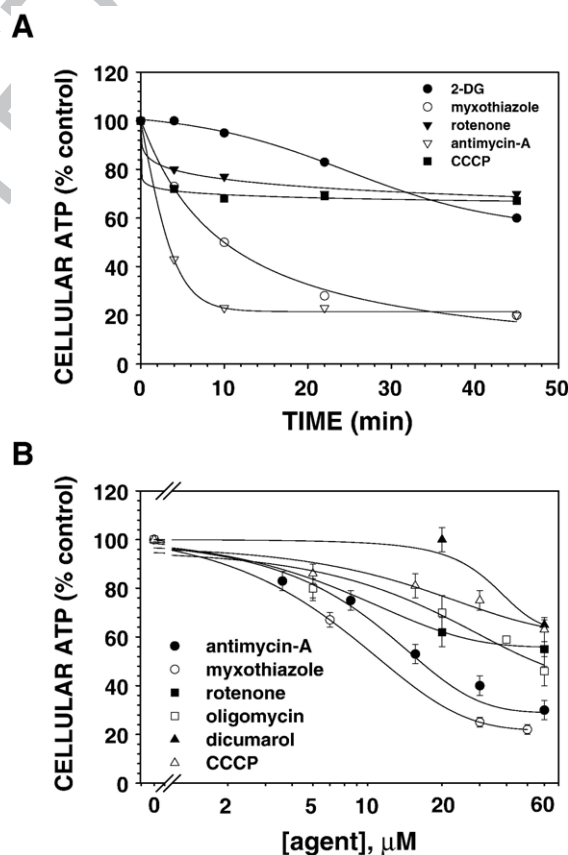 A
CELLULAR ATP (% control)
120
100
80
60
40
20
0
2-DG
myxothiazole
rotenone
antimycin-A
CCCP
0 10 20 30 40 50
TIME (min)
B
CELLULAR ATP (% control)
120
100
80
60
40
20
0
antimycin-A
myxothiazole
rotenone
oligomycin
dicumarol
CCCP
0 2 5 10 20 60
[agent], μM